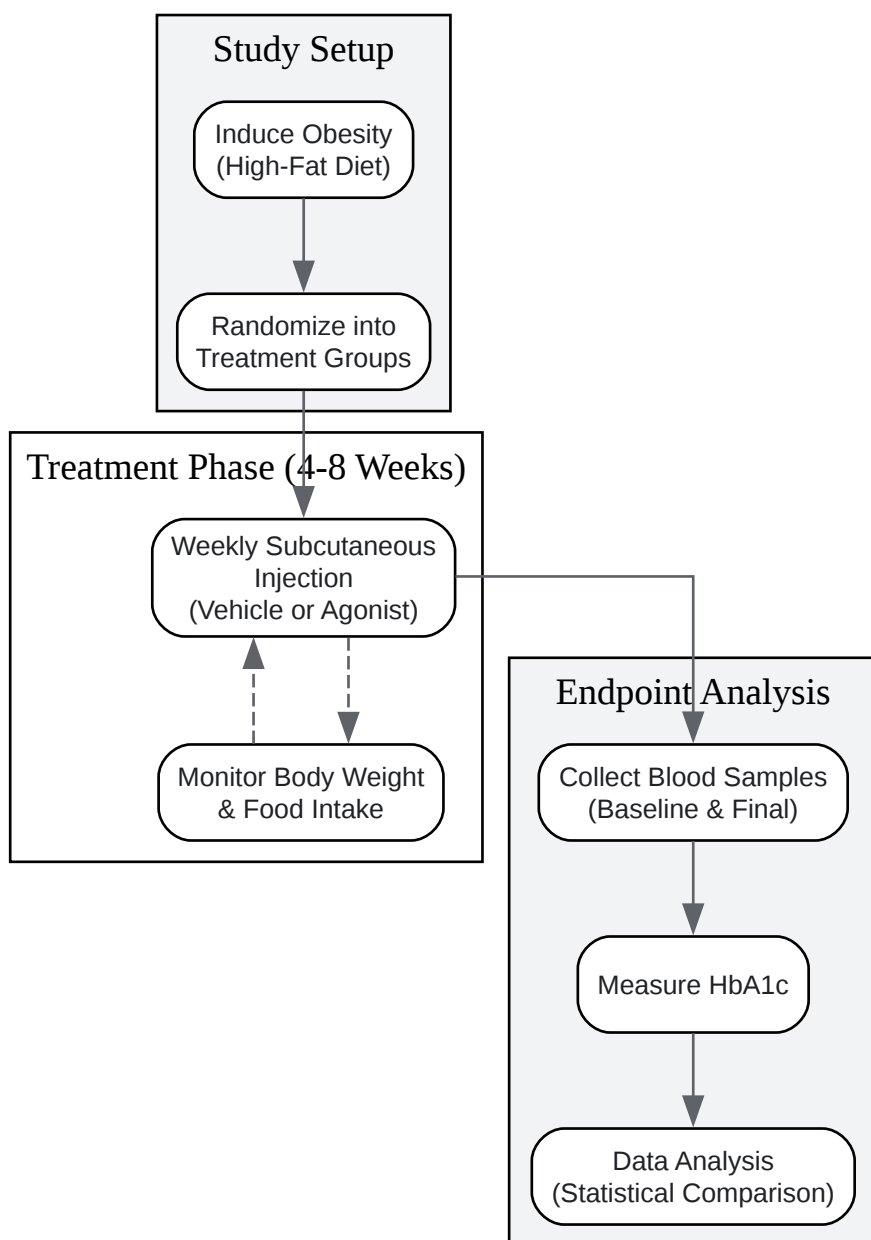 Study Setup
Induce Obesity
(High-Fat Diet)
Randomize into
Treatment Groups
Treatment Phase (4-8 Weeks)
Weekly Subcutaneous
Injection
(Vehicle or Agonist)
Monitor Body Weight
& Food Intake
Endpoint Analysis
Collect Blood Samples
(Baseline & Final)
Measure HbA1c
Data Analysis
(Statistical Comparison)